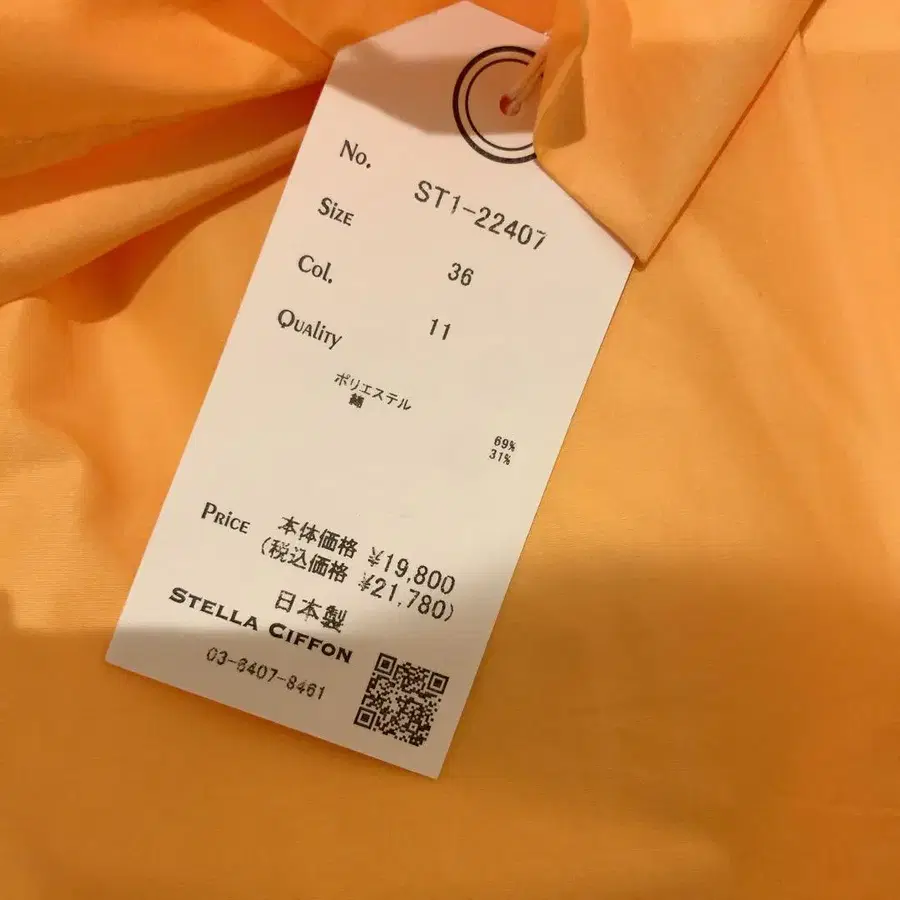 No. ST1-22407
Size 36
Col. 11
Quality
ポリエステル 69%
綿 31%
Price 本体価格 ¥19,800
(税込価格 ¥21,780)
日本製
STELLA CIFFON
03-6407-8461